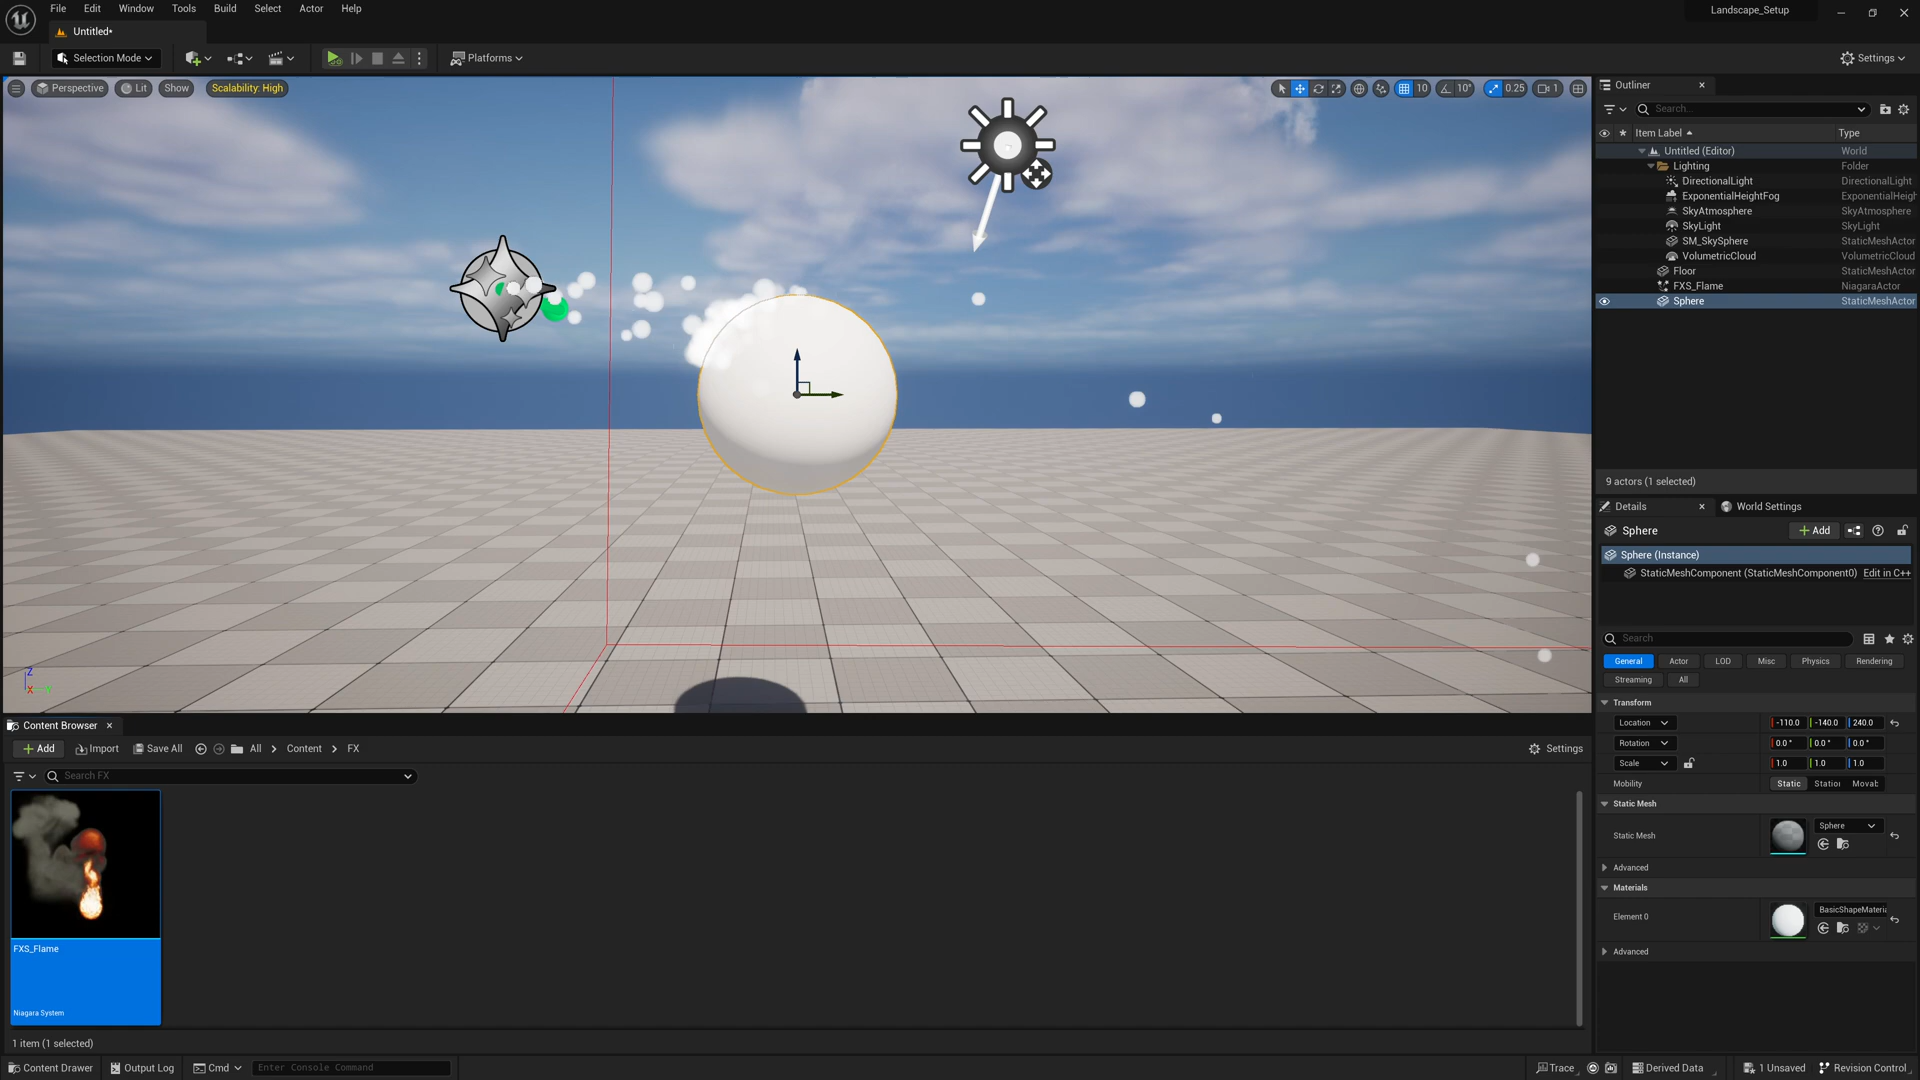 File Edit Window Tools Build Select Actor Help
Landscape_Setup
Untitled*
Selection Mode
Platforms
Settings
Perspective Lit Show Scalability: High
10 10° 0.25 1
Z
X Y
Outliner
Search...
Item Label Type
Untitled (Editor) World
Lighting Folder
DirectionalLight DirectionalLight
ExponentialHeightFog ExponentialHeigh
SkyAtmosphere SkyAtmosphere
SkyLight SkyLight
SM_SkySphere StaticMeshActor
VolumetricCloud VolumetricCloud
Floor StaticMeshActor
FXS_Flame NiagaraActor
Sphere StaticMeshActor
9 actors (1 selected)
Details World Settings
Sphere + Add
Sphere (Instance)
StaticMeshComponent (StaticMeshComponent0) Edit in C++
Search
General Actor LOD Misc Physics Rendering
Streaming All
Transform
Location -110.0 -140.0 240.0
Rotation 0.0° 0.0° 0.0°
Scale 1.0 1.0 1.0
Mobility Static Station Movab
Static Mesh
Static Mesh Sphere
Advanced
Materials
Element 0 BasicShapeMateria
Advanced
Content Browser
+ Add Import Save All All > Content > FX Settings
Search FX
FXS_Flame
Niagara System
1 item (1 selected)
Content Drawer Output Log Cmd Enter Console Command Trace Derived Data 1 Unsaved Revision Control